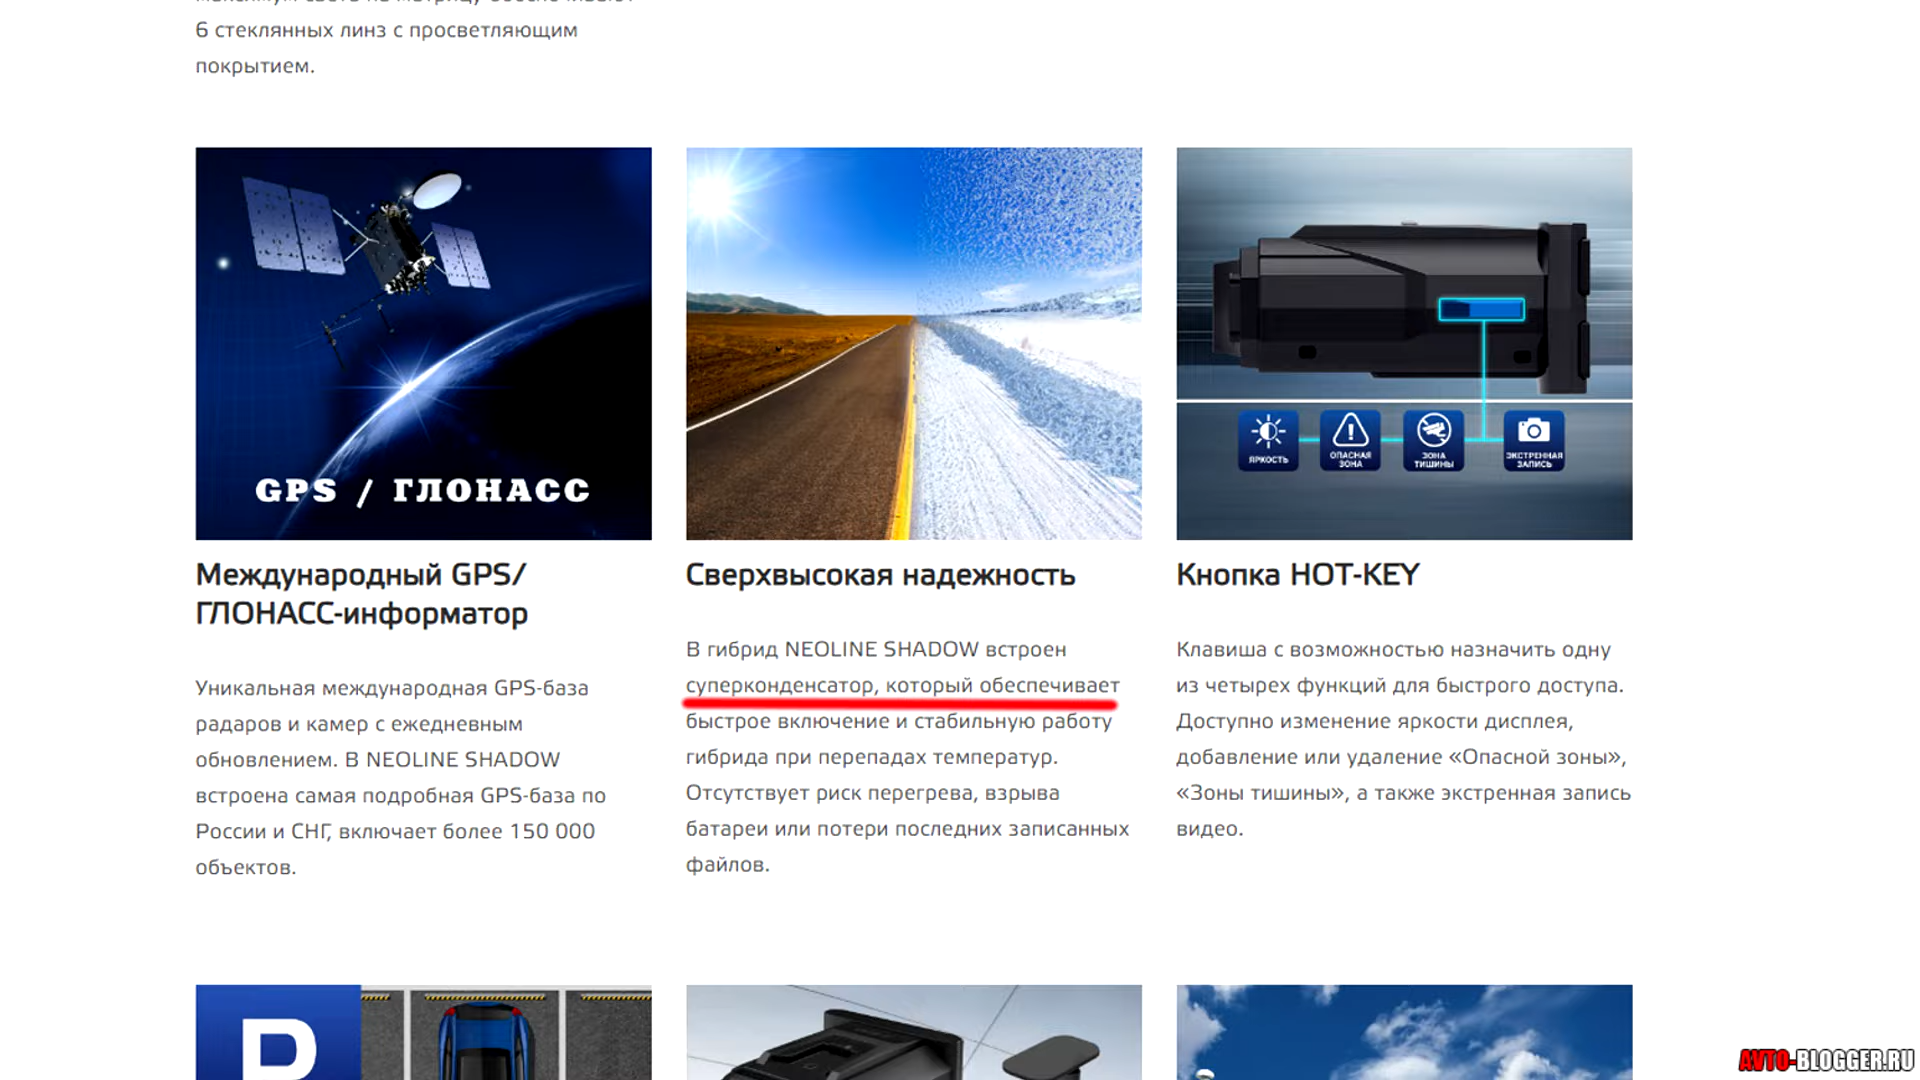 6 стеклянных линз с просветляющим
покрытием.
GPS / ГЛОНАСС
Международный GPS/
ГЛОНАСС-информатор
Уникальная международная GPS-база
радаров и камер с ежедневным
обновлением. В NEOLINE SHADOW
встроена самая подробная GPS-база по
России и СНГ, включает более 150 000
объектов.
Сверхвысокая надежность
В гибрид NEOLINE SHADOW встроен
суперконденсатор, который обеспечивает
быстрое включение и стабильную работу
гибрида при перепадах температур.
Отсутствует риск перегрева, взрыва
батареи или потери последних записанных
файлов.
ЯРКОСТЬ
ОПАСНАЯ
ЗОНА
ЗОНА
ТИШИНЫ
ЭКСТРЕННАЯ
ЗАПИСЬ
Кнопка HOT-KEY
Клавиша с возможностью назначить одну
из четырех функций для быстрого доступа.
Доступно изменение яркости дисплея,
добавление или удаление «Опасной зоны»,
«Зоны тишины», а также экстренная запись
видео.
P
AVTO-BLOGGER.RU